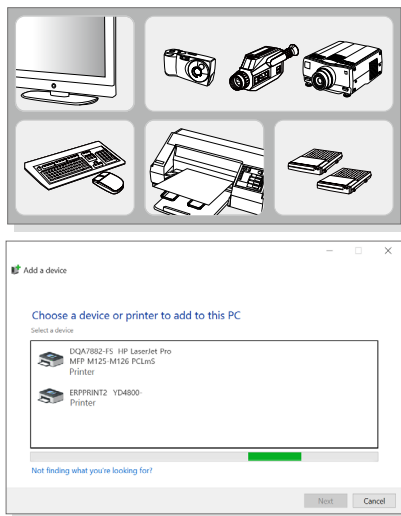 Add a device
Choose a device or printer to add to this PC
Select a device
DQA7882-F5 HP LaserJet Pro
MFP M125-M126 PCLmS
Printer
ERPPRINT2 YD4800-
Printer
Not finding what you're looking for?
Next Cancel